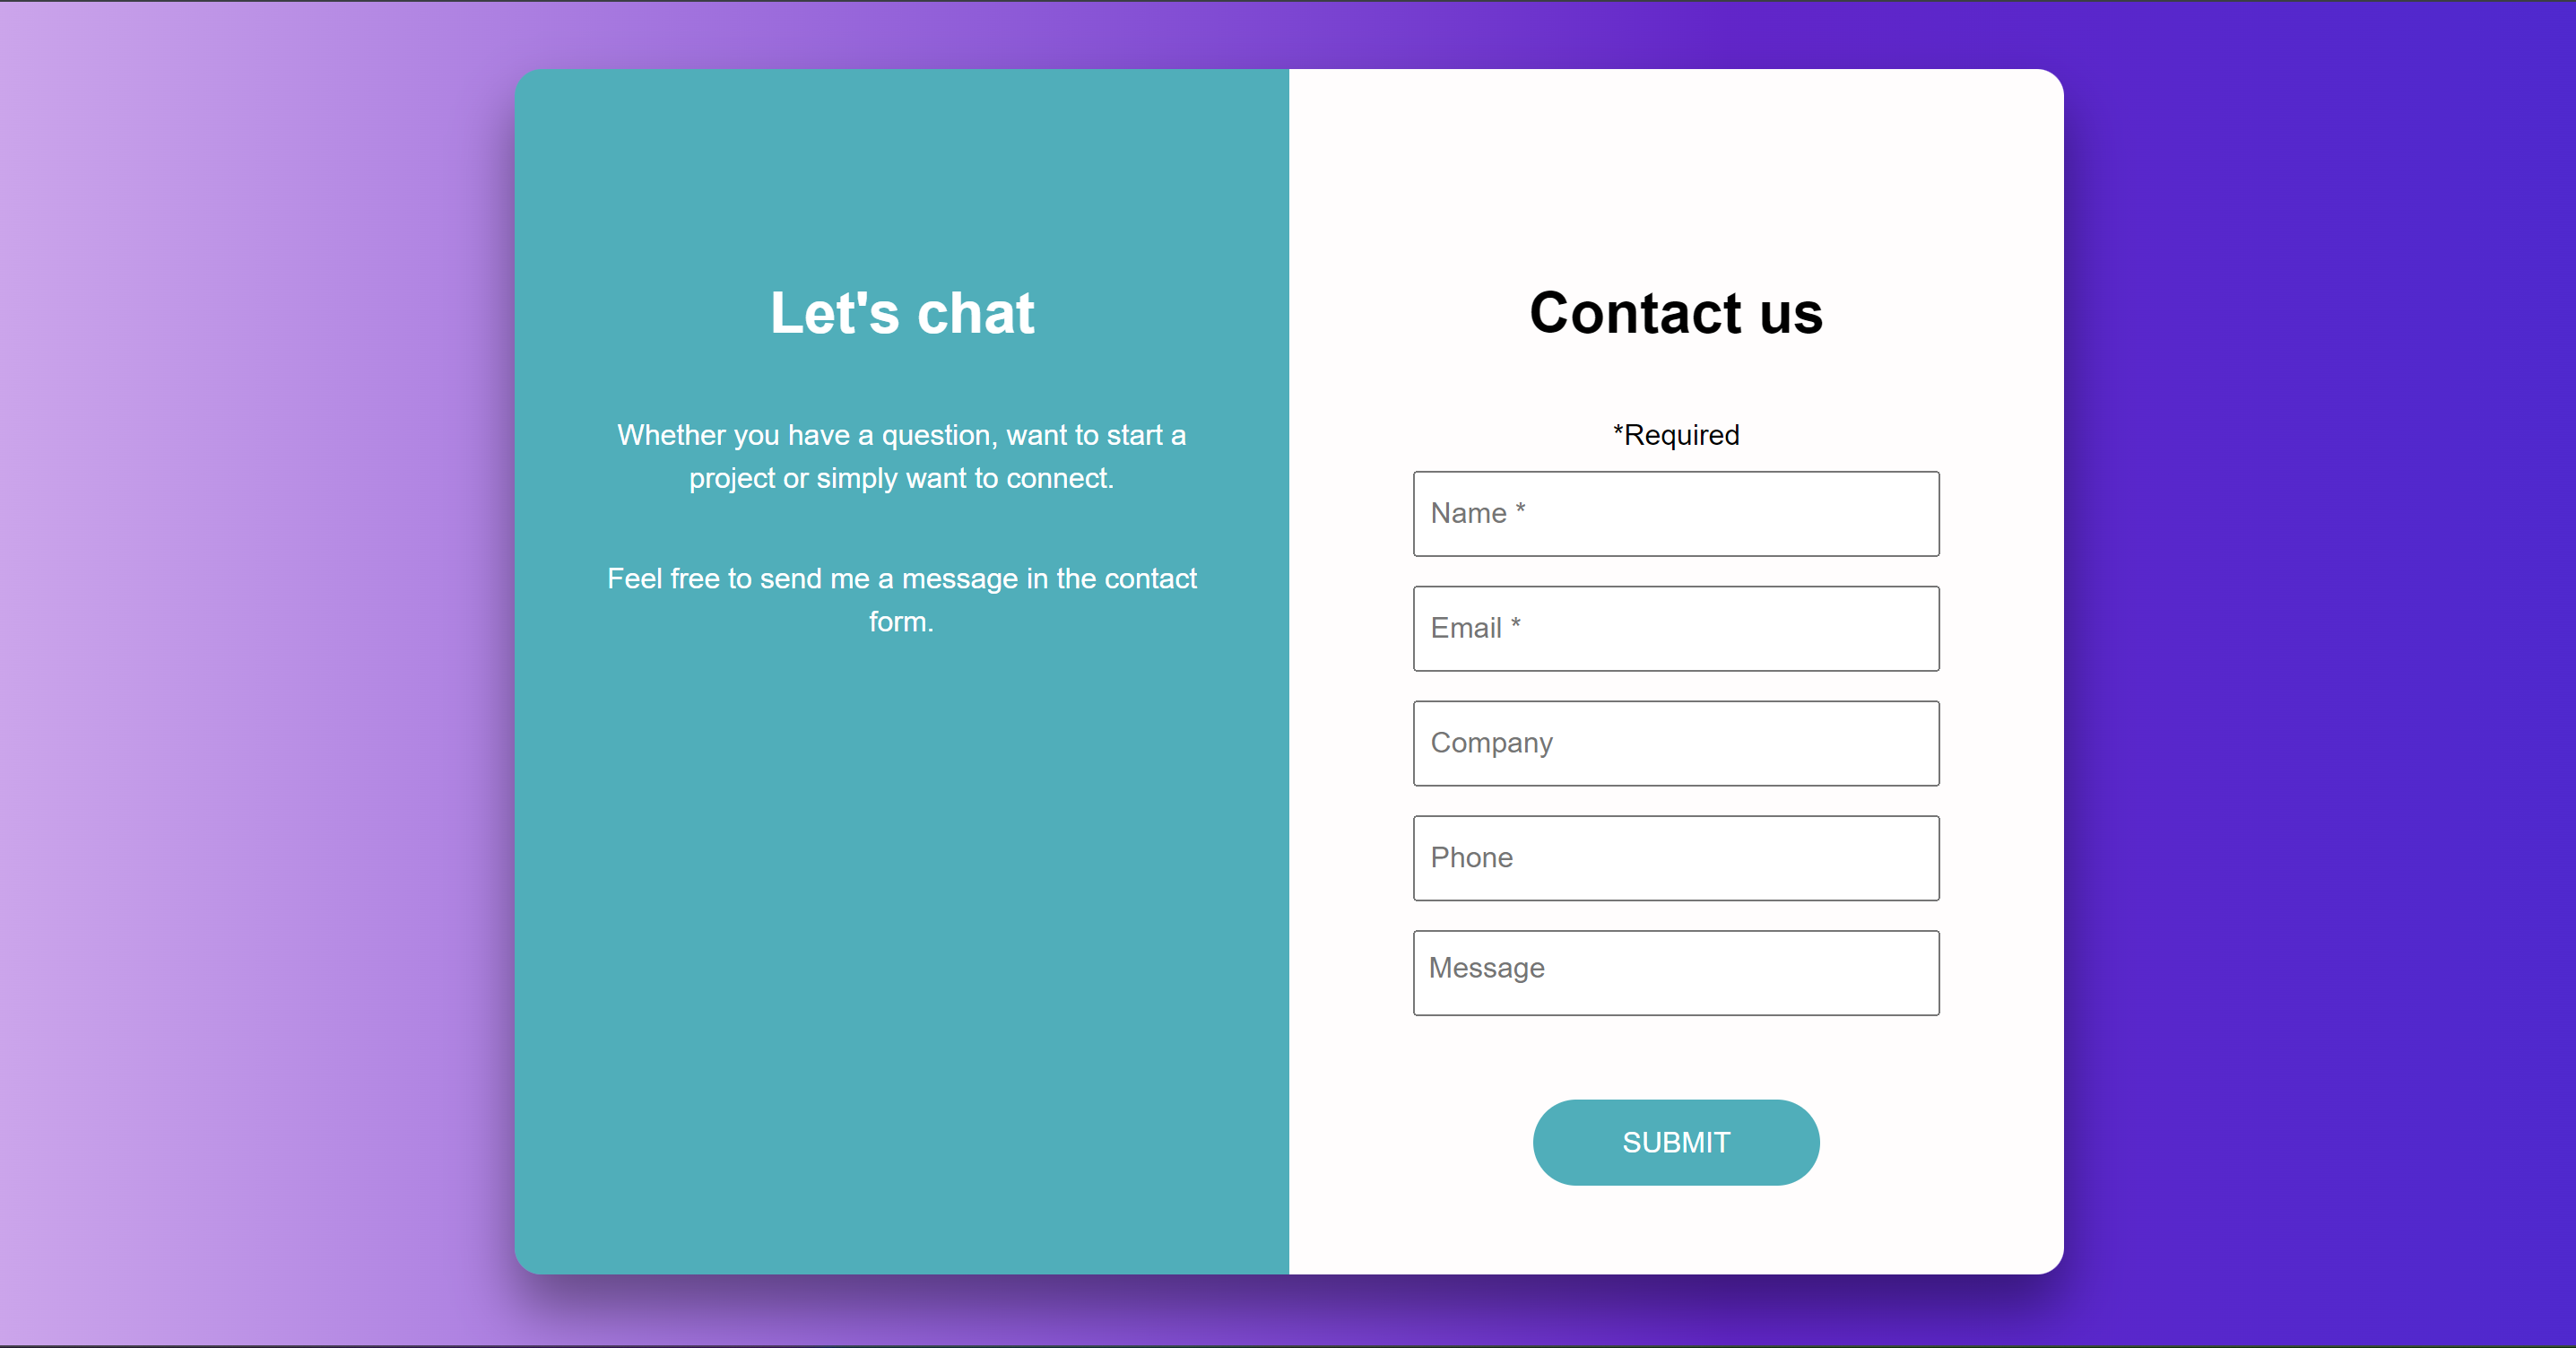 Let's chat
Whether you have a question, want to start a
project or simply want to connect.
Feel free to send me a message in the contact
form.
Contact us
*Required
Name *
Email *
Company
Phone
Message
SUBMIT